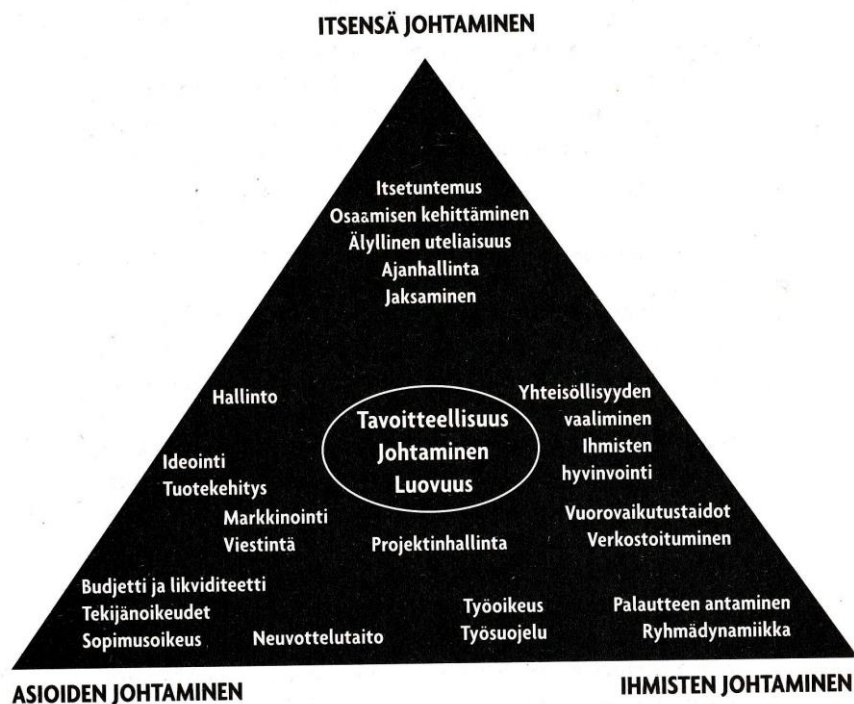 ITSENSÄ JOHTAMINEN
Itsetuntemus
Osaamisen kehittäminen
Älyllinen uteliaisuus
Ajanhallinta
Jaksaminen
Hallinto
Ideointi
Tuotekehitys
Markkinointi
Viestintä
Tavoitteellisuus
Johtaminen
Luovuus
Yhteisöllisyyden
vaaliminen
Ihmisten
hyvinvointi
Vuorovaikutustaidot
Verkostoituminen
Projektinhallinta
Budjetti ja likviditeetti
Tekijänoikeudet
Sopimusoikeus
Neuvottelutaito
Työoikeus
Työsuojelu
Palautteen antaminen
Ryhmädynamiikka
ASIOIDEN JOHTAMINEN
IHMISTEN JOHTAMINEN